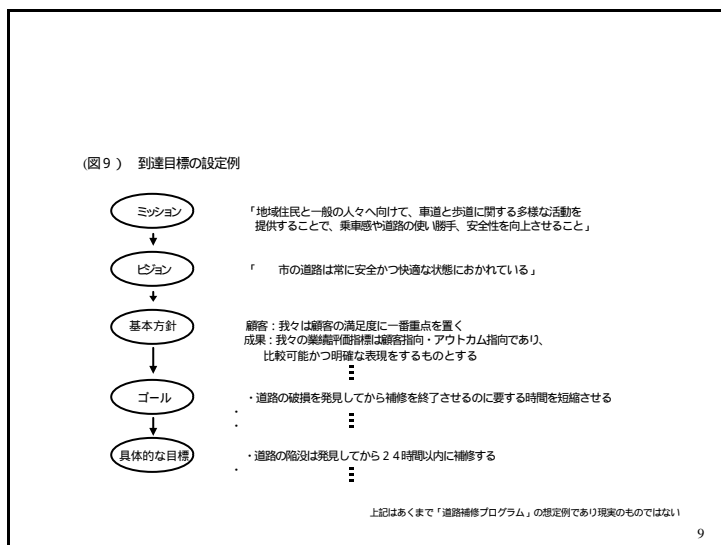 (図９） 到達目標の設定例
ミッション
「地域住民と一般の人々へ向けて、車道と歩道に関する多様な活動を
提供することで、乗車感や道路の使い勝手、安全性を向上させること」
ビジョン
「　　市の道路は常に安全かつ快適な状態におかれている」
基本方針
顧客：我々は顧客の満足度に一番重点を置く
成果：我々の業績評価指標は顧客指向・アウトカム指向であり、
比較可能かつ明確な表現をするものとする
ゴール
・道路の破損を発見してから補修を終了させるのに要する時間を短縮させる
・
・
具体的な目標
・道路の陥没は発見してから２４時間以内に補修する
・
上記はあくまで「道路補修プログラム」の想定例であり現実のものではない
9